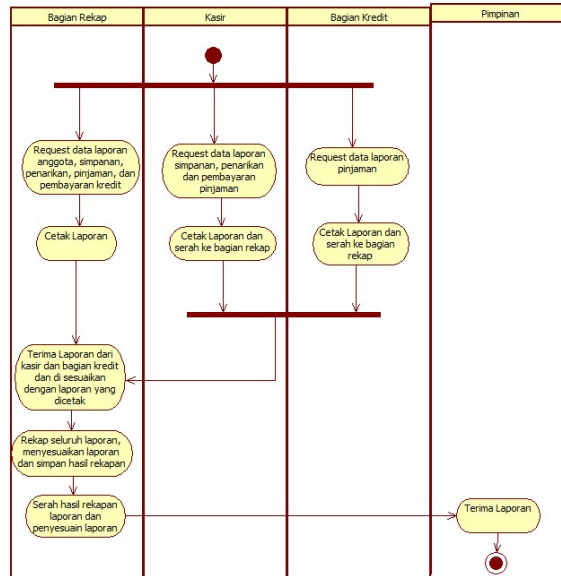 Bagian Rekap
Kasir
Bagian Kredit
Pimpinan
Request data laporan
anggota, simpanan,
penarikan, pinjaman, dan
pembayaran kredit
Request data laporan
simpanan, penarikan
dan pembayaran
pinjaman
Request data laporan
pinjaman
Cetak Laporan
Cetak Laporan dan
serah ke bagian rekap
Cetak Laporan dan
serah ke bagian
rekap
Terima Laporan dari
kasir dan bagian kredit
dan di sesuaikan
dengan laporan yang
dicetak
Rekap seluruh laporan,
menyesuaikan laporan
dan simpan hasil rekapan
Serah hasil rekapan
laporan dan
penyesuain laporan
Terima Laporan